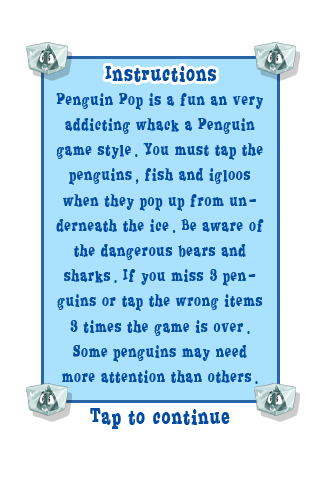 Instructions
Penguin Pop is a fun an very
addicting whack a Penguin
game style. You must tap the
penguins, fish and igloos
when they pop up from un-
derneath the ice. Be aware of
the dangerous bears and
sharks. If you miss 3 pen-
guins or tap the wrong items
3 times the game is over.
Some penguins may need
more attention than others.
Tap to continue